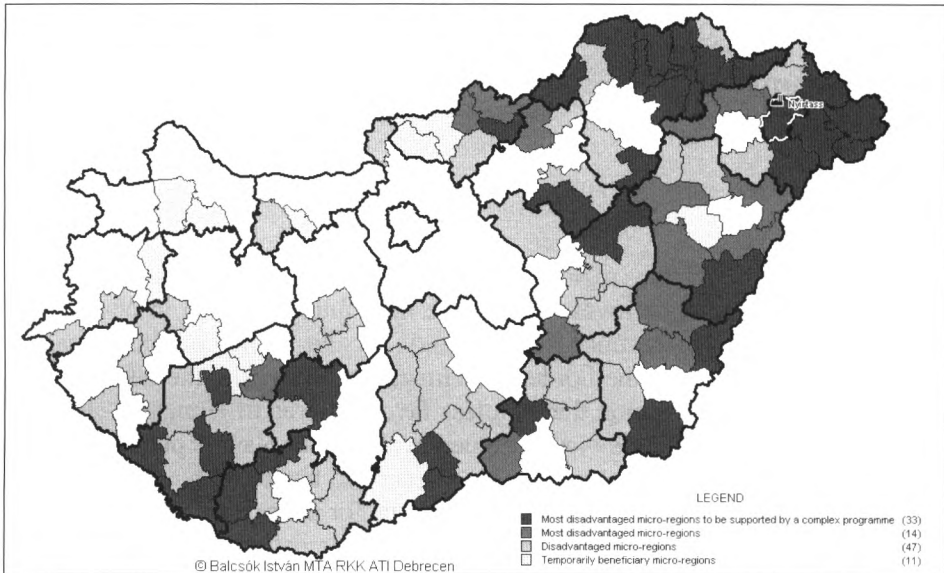 Nyírtass
LEGEND
Most disadvantaged micro-regions to be supported by a complex programme (33)
Most disadvantaged micro-regions (14)
Disadvantaged micro-regions (47)
Temporarily beneficiary micro-regions (11)
© Balcsók István MTA RKK ATI Debrecen